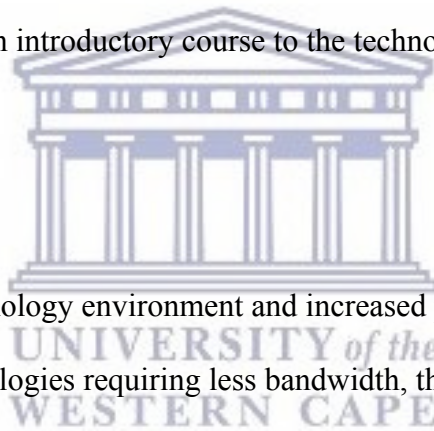 n introductory course to the techno
ology environment and increased
UNIVERSITY of the
logies requiring less bandwidth, th
WESTERN CAPE